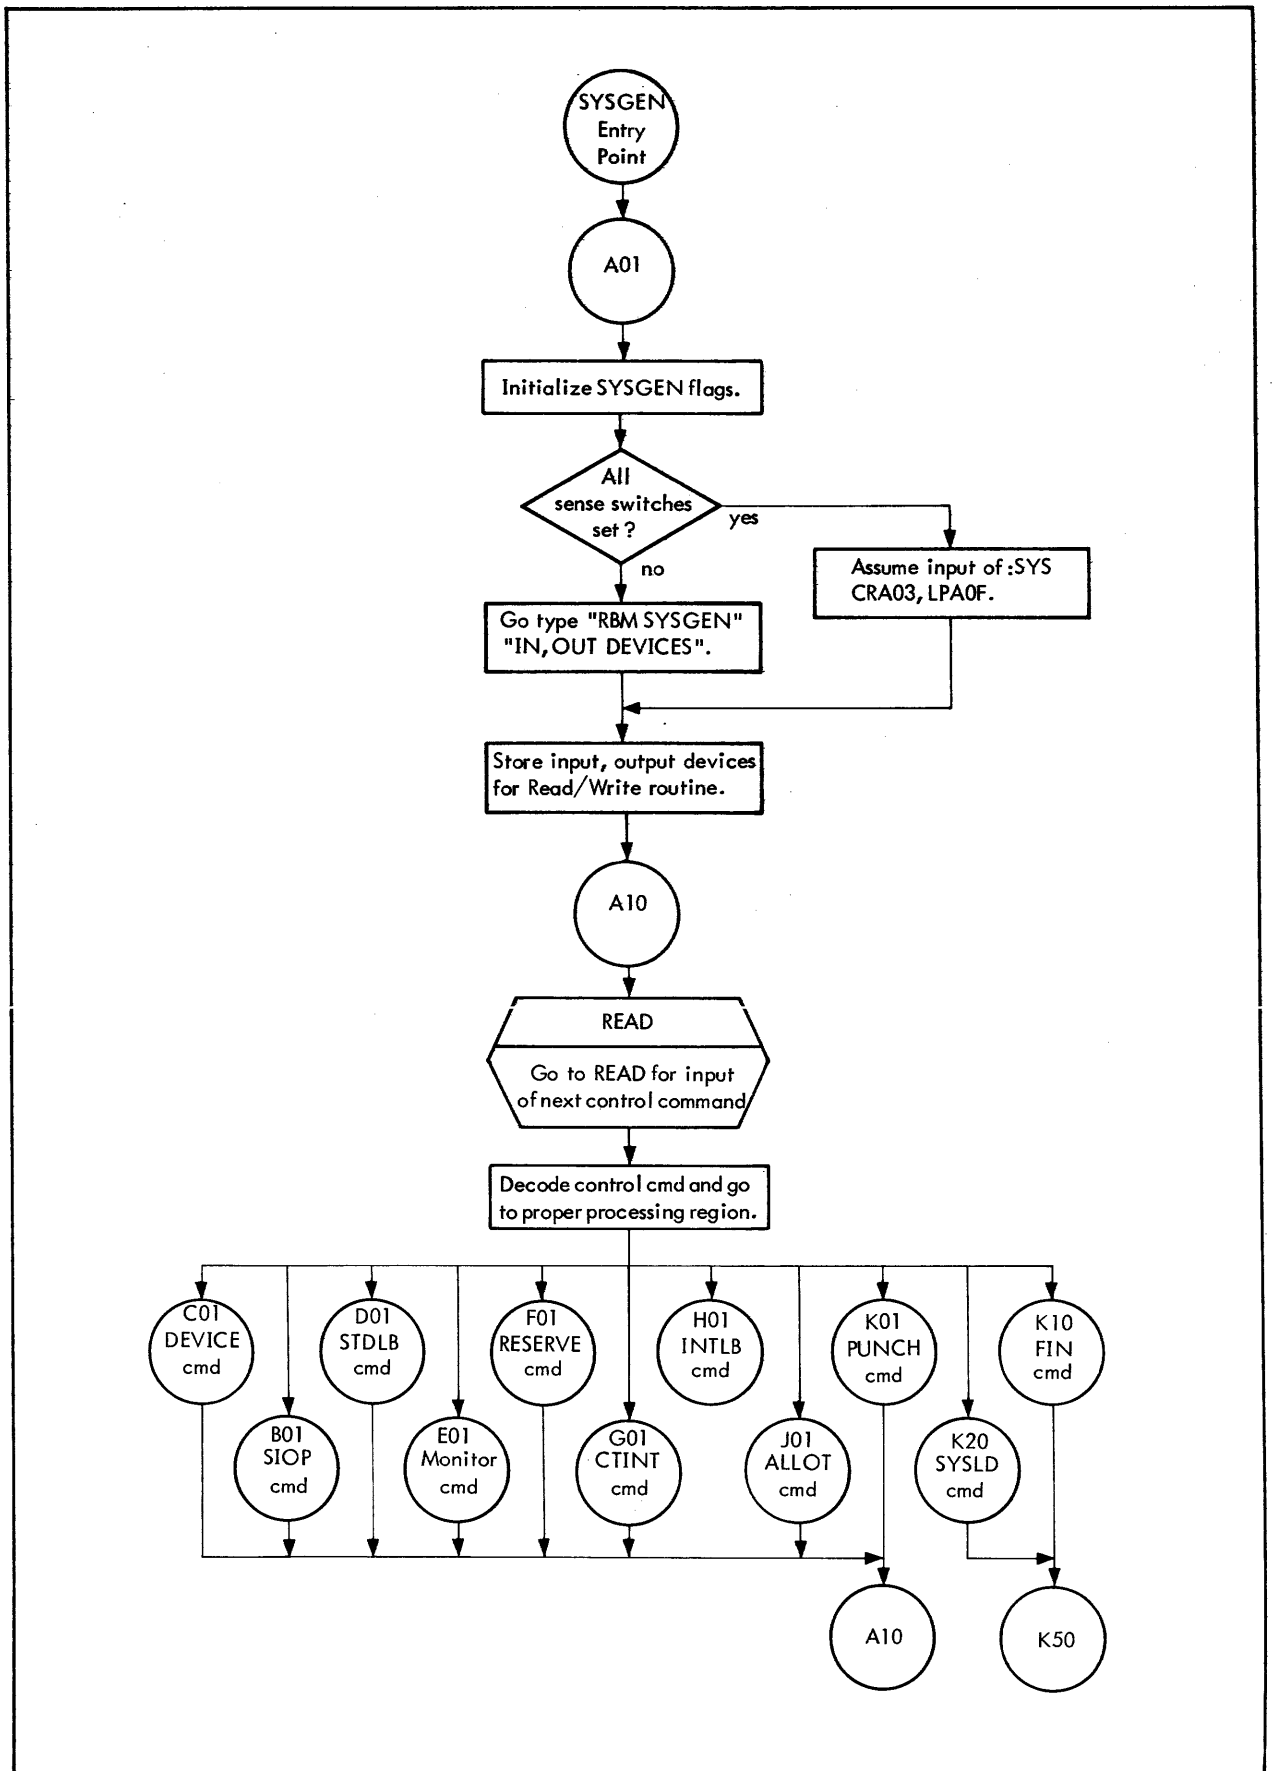 SYSGEN
Entry
Point
A01
Initialize SYSGEN flags.
All
sense switches
set ?
yes
no
Assume input of :SYS
CRA03, LPA0F.
Go type "RBM SYSGEN"
"IN, OUT DEVICES".
Store input, output devices
for Read/Write routine.
A10
READ
Go to READ for input
of next control command
Decode control cmd and go
to proper processing region.
C01
DEVICE
cmd
D01
STDLB
cmd
F01
RESERVE
cmd
H01
INTLB
cmd
K01
PUNCH
cmd
K10
FIN
cmd
B01
SIOP
cmd
E01
Monitor
cmd
G01
CTINT
cmd
J01
ALLOT
cmd
K20
SYSLD
cmd
A10
K50